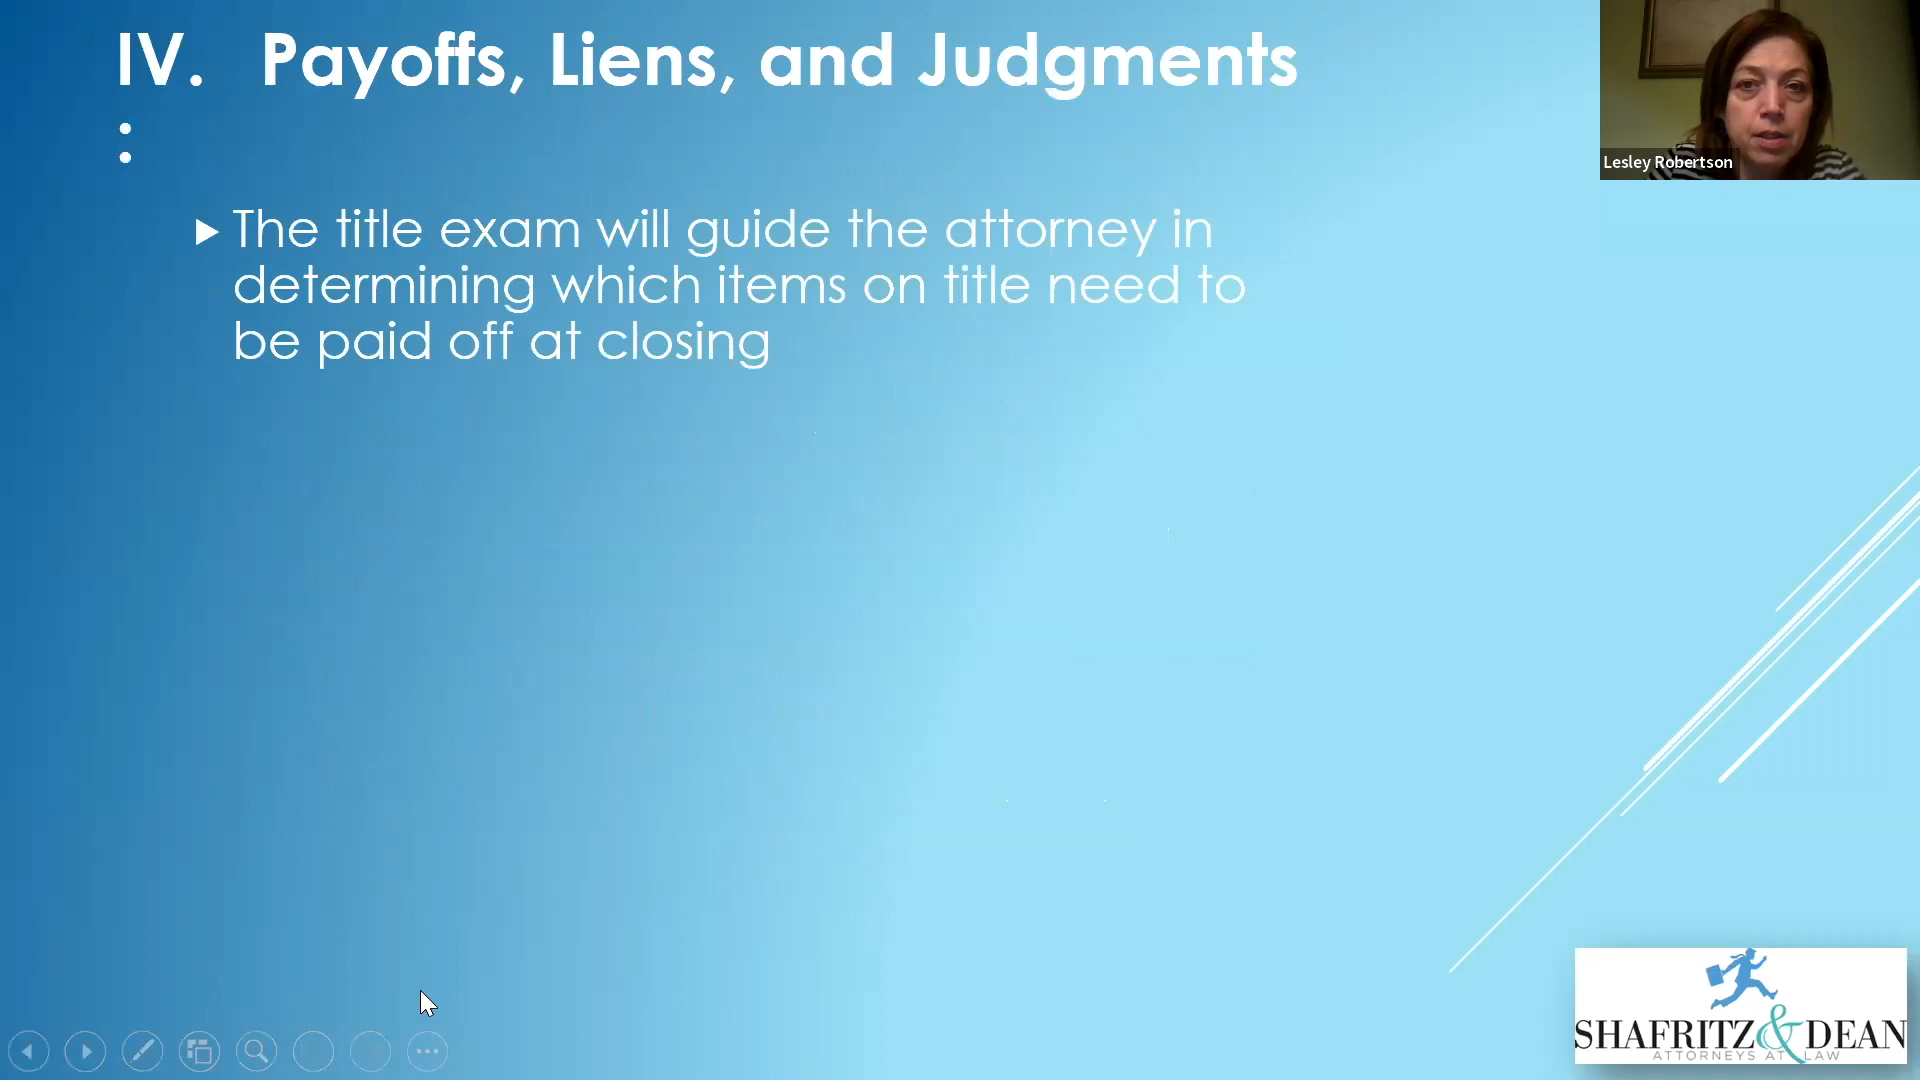 IV. Payoffs, Liens, and Judgments
:
The title exam will guide the attorney in
determining which items on title need to
be paid off at closing
Lesley Robertson
SHAFRITZ & DEAN
ATTORNEYS AT LAW